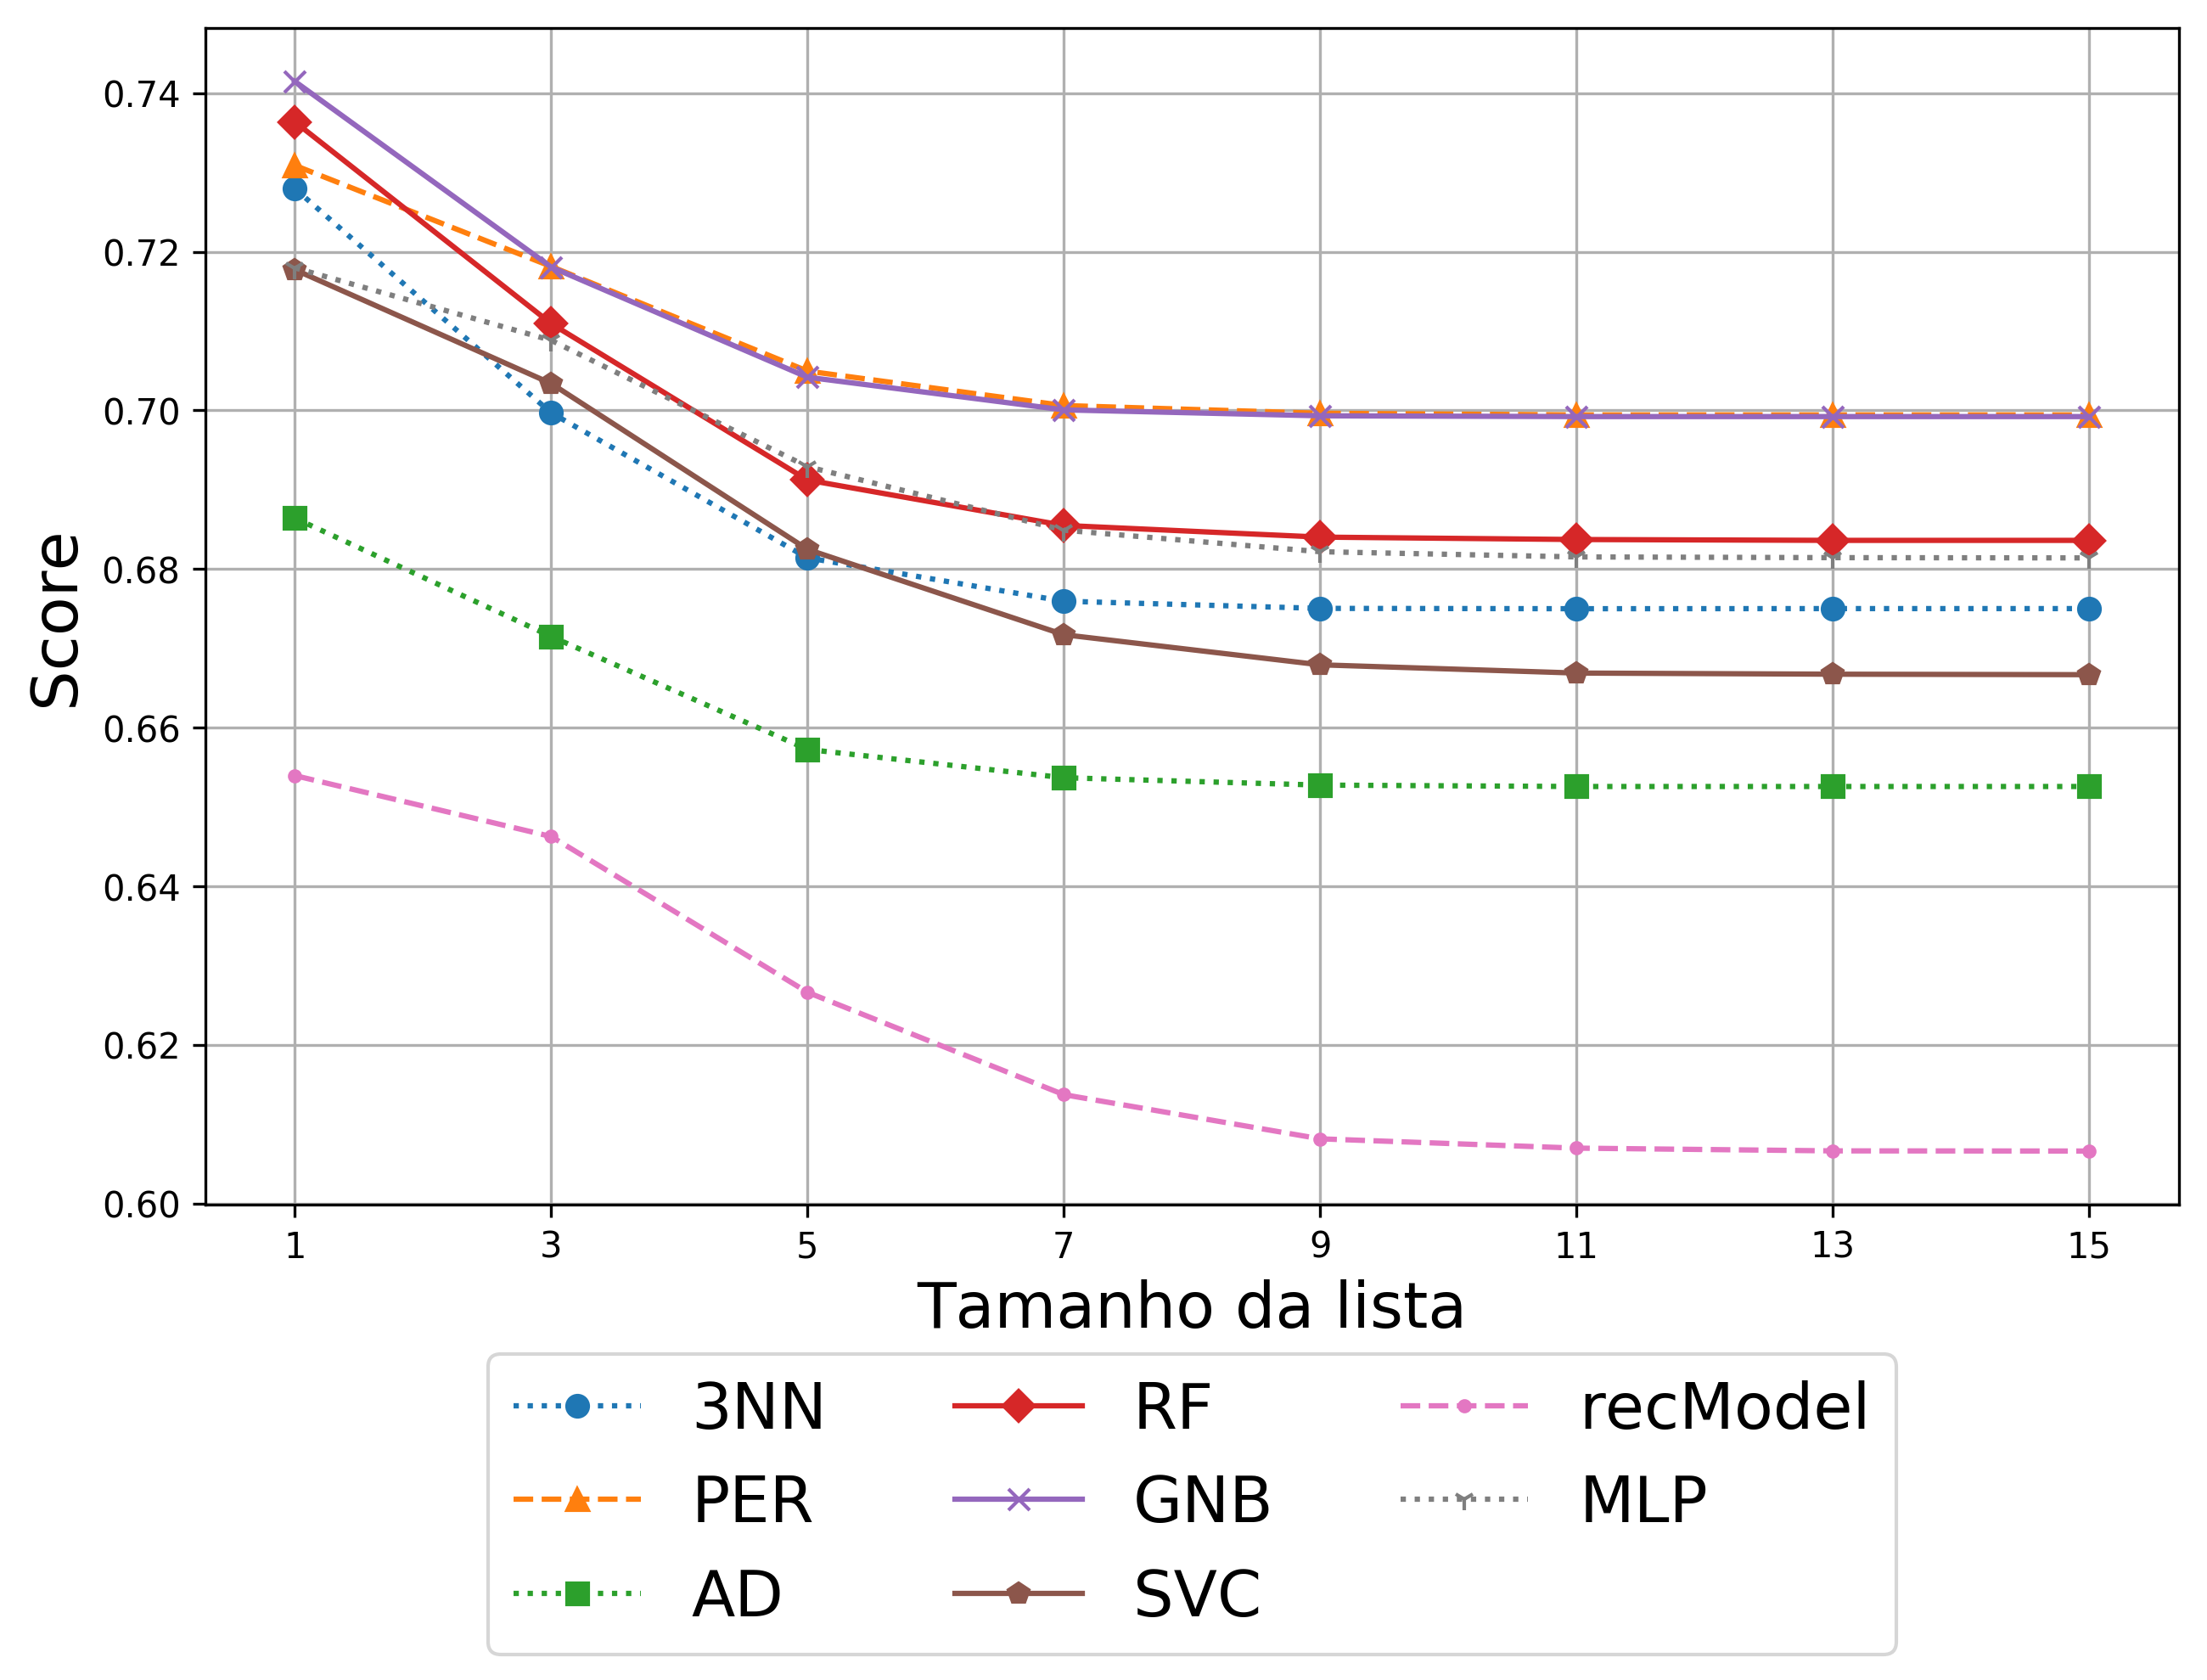 0.74
0.72
0.70
0.68
0.66
0.64
0.62
0.60
Score
1 3 5 7 9 11 13 15
Tamanho da lista
3NN RF recModel
PER GNB MLP
AD SVC